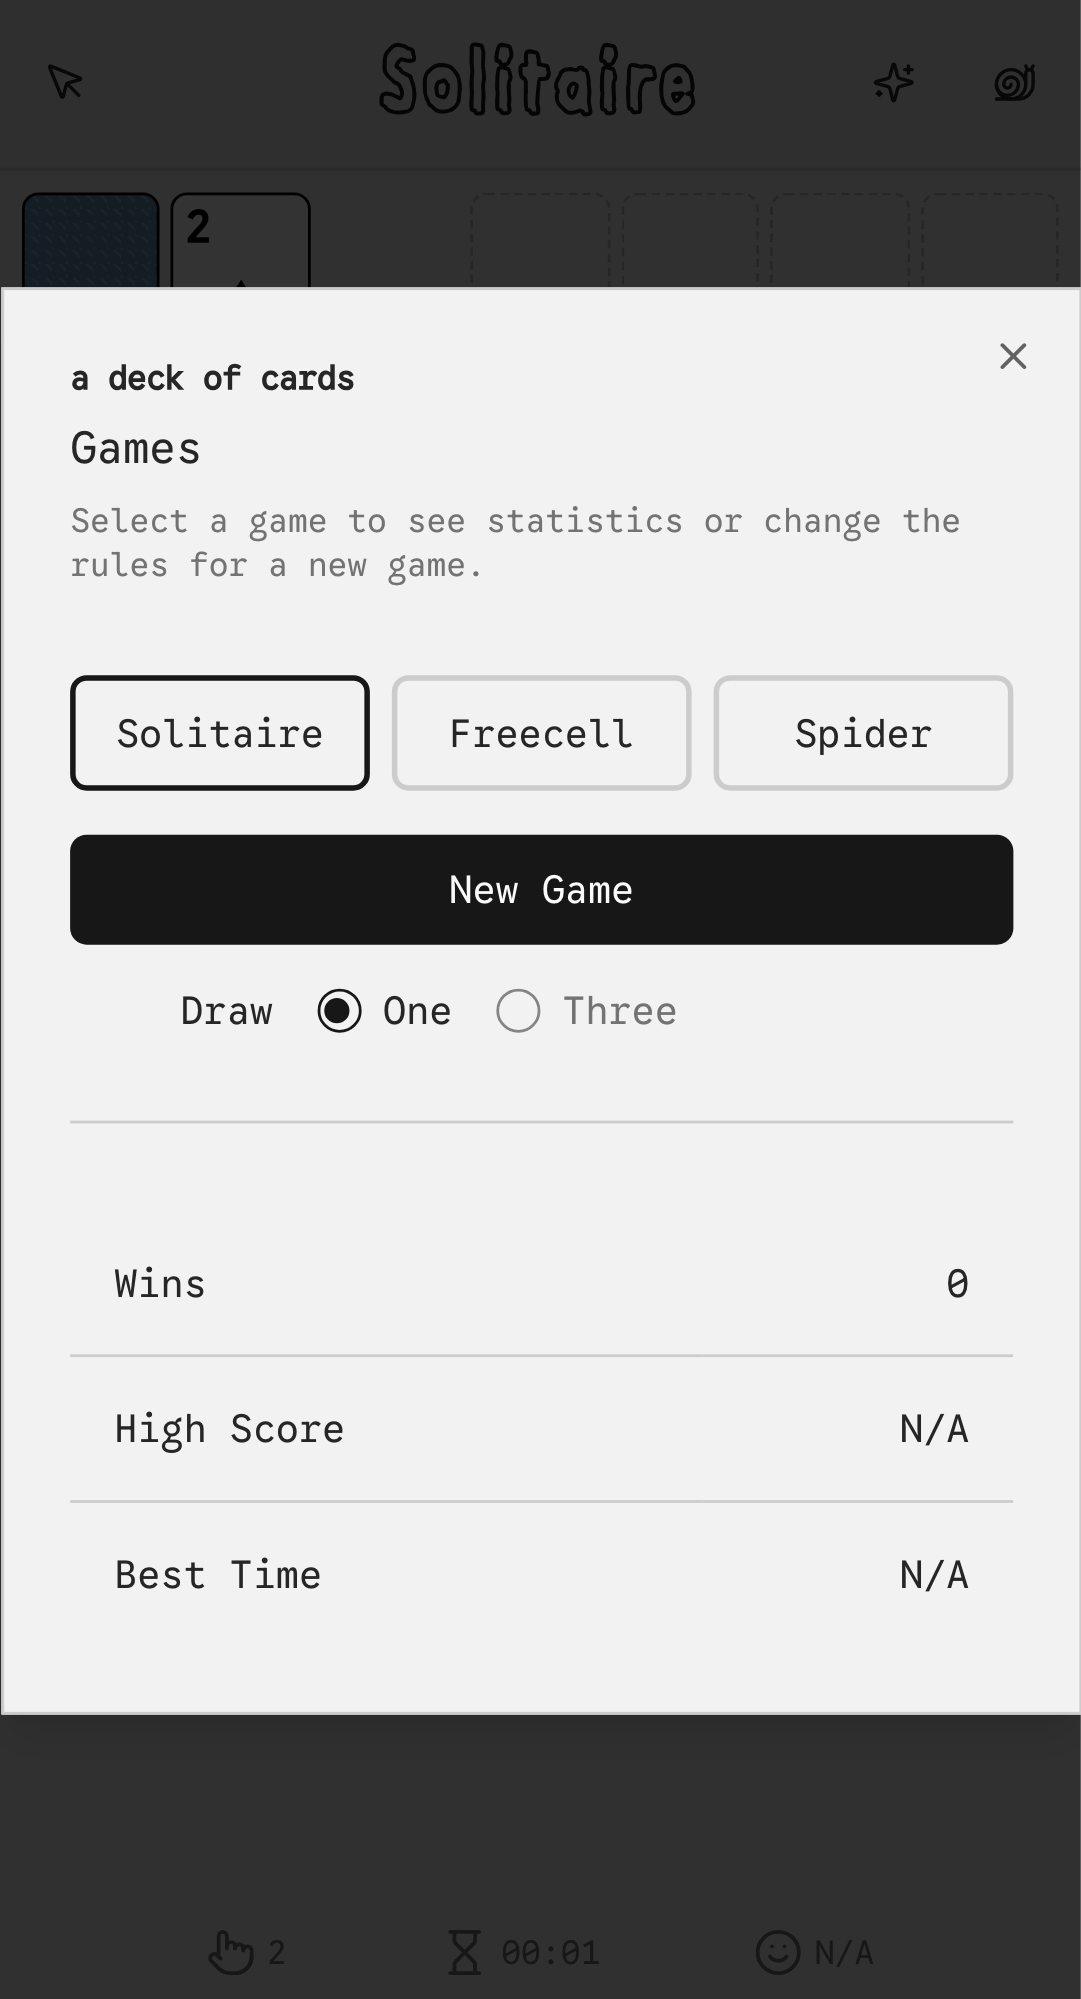 Solitaire
2
a deck of cards
Games
Select a game to see statistics or change the
rules for a new game.
Solitaire Freecell Spider
New Game
Draw One Three
Wins 0
High Score N/A
Best Time N/A
2 00:01 N/A